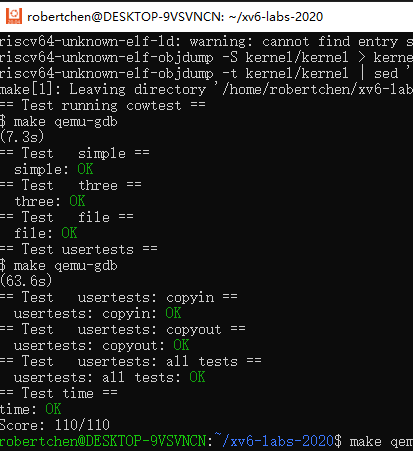 robertchen@DESKTOP-9VSVNCN: ~/xv6-labs-2020
riscv64-unknown-elf-ld: warning: cannot find entry s
riscv64-unknown-elf-objdump -S kernel/kernel > kerne
riscv64-unknown-elf-objdump -t kernel/kernel | sed '
make[1]: Leaving directory '/home/robertchen/xv6-lab
== Test running cowtest ==
$ make qemu-gdb
(7.3s)
== Test   simple ==
  simple: OK
== Test   three ==
  three: OK
== Test   file ==
  file: OK
== Test usertests ==
$ make qemu-gdb
(63.6s)
== Test   usertests: copyin ==
  usertests: copyin: OK
== Test   usertests: copyout ==
  usertests: copyout: OK
== Test   usertests: all tests ==
  usertests: all tests: OK
== Test time ==
time: OK
Score: 110/110
robertchen@DESKTOP-9VSVNCN:~/xv6-labs-2020$ make qem